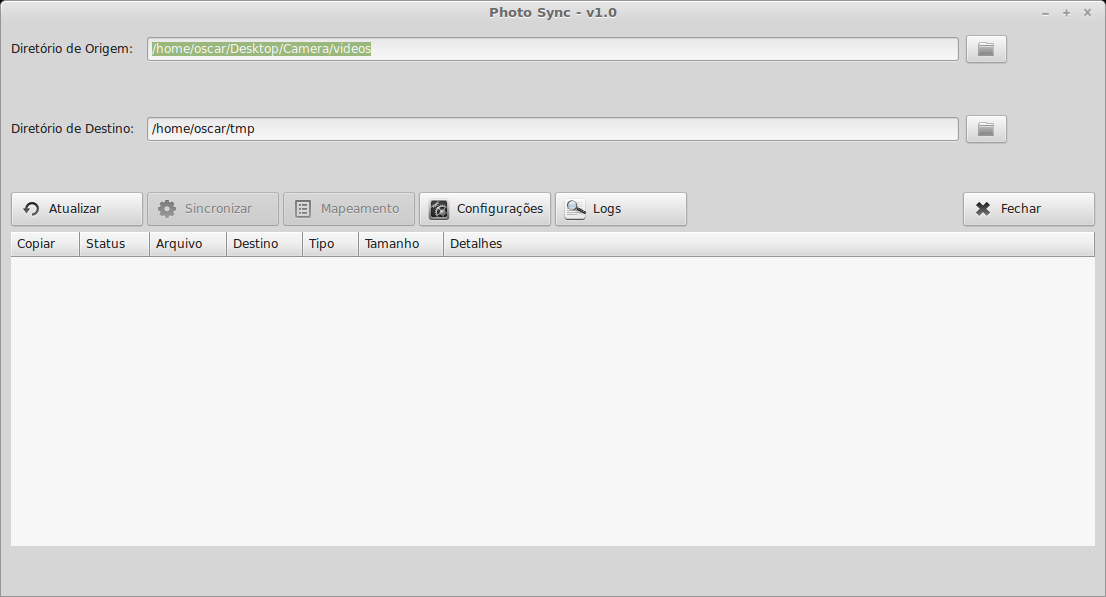 Photo Sync - v1.0
Diretório de Origem: /home/oscar/Desktop/Camera/videos
Diretório de Destino: /home/oscar/tmp
Atualizar Sincronizar Mapeamento Configurações Logs Fechar
Copiar Status Arquivo Destino Tipo Tamanho Detalhes